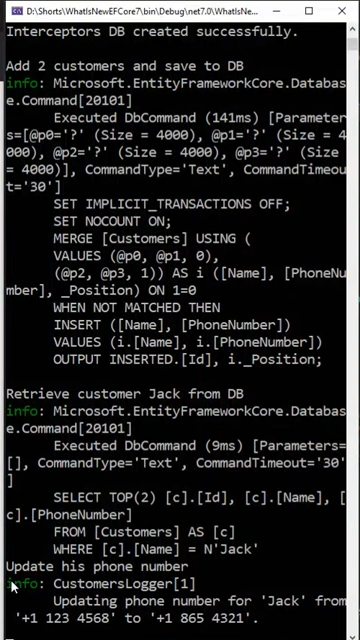 D:\Shorts\WhatIsNewEFCore7\bin\Debug\net7.0\WhatIsNewE...
Interceptors DB created successfully.
Add 2 customers and save to DB
info: Microsoft.EntityFrameworkCore.Databas
e.Command[20101]
Executed DbCommand (141ms) [Parameter
s=[@p0='?' (Size = 4000), @p1='?' (Size = 4
000), @p2='?' (Size = 4000), @p3='?' (Size
= 4000)], CommandType='Text', CommandTimeou
t='30']
SET IMPLICIT_TRANSACTIONS OFF;
SET NOCOUNT ON;
MERGE [Customers] USING (
VALUES (@p0, @p1, 0),
(@p2, @p3, 1)) AS i ([Name], [PhoneNu
mber], _Position) ON 1=0
WHEN NOT MATCHED THEN
INSERT ([Name], [PhoneNumber])
VALUES (i.[Name], i.[PhoneNumber])
OUTPUT INSERTED.[Id], i._Position;
Retrieve customer Jack from DB
info: Microsoft.EntityFrameworkCore.Databas
e.Command[20101]
Executed DbCommand (9ms) [Parameters=
[], CommandType='Text', CommandTimeout='30'
]
SELECT TOP(2) [c].[Id], [c].[Name], [
c].[PhoneNumber]
FROM [Customers] AS [c]
WHERE [c].[Name] = N'Jack'
Update his phone number
info: CustomersLogger[1]
Updating phone number for 'Jack' from
'+1 123 4568' to '+1 865 4321'.